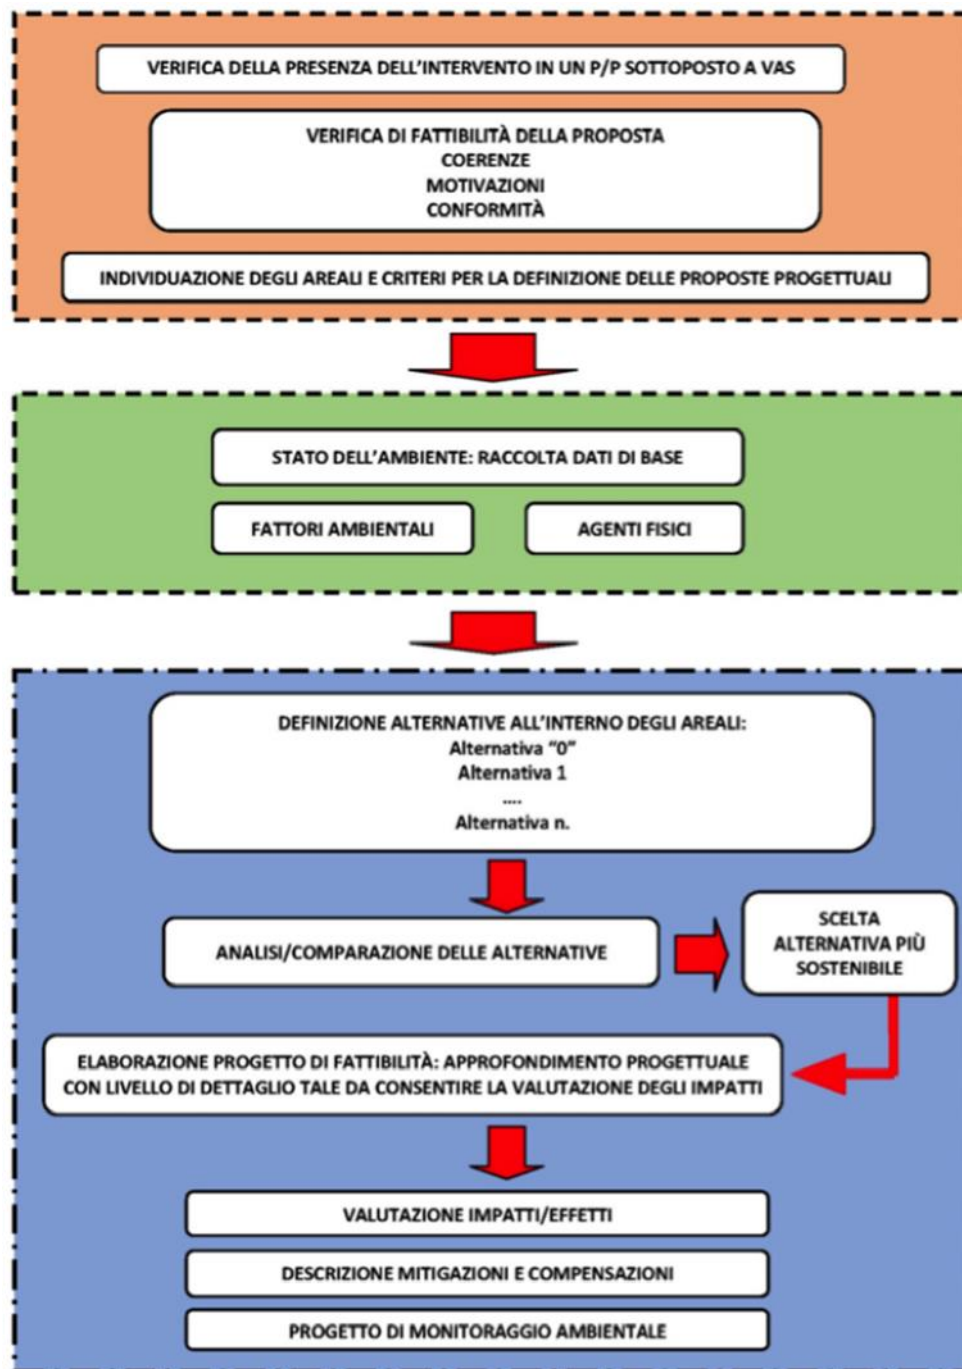 VERIFICA DELLA PRESENZA DELL'INTERVENTO IN UN P/P SOTTOPOSTO A VAS
VERIFICA DI FATTIBILITÀ DELLA PROPOSTA
COERENZE
MOTIVAZIONI
CONFORMITÀ
INDIVIDUAZIONE DEGLI AREALI E CRITERI PER LA DEFINIZIONE DELLE PROPOSTE PROGETTUALI
STATO DELL'AMBIENTE: RACCOLTA DATI DI BASE
FATTORI AMBIENTALI
AGENTI FISICI
DEFINIZIONE ALTERNATIVE ALL'INTERNO DEGLI AREALI:
Alternativa "0"
Alternativa 1
....
Alternativa n.
ANALISI/COMPARAZIONE DELLE ALTERNATIVE
SCELTA
ALTERNATIVA PIÙ
SOSTENIBILE
ELABORAZIONE PROGETTO DI FATTIBILITÀ: APPROFONDIMENTO PROGETTUALE
CON LIVELLO DI DETTAGLIO TALE DA CONSENTIRE LA VALUTAZIONE DEGLI IMPATTI
VALUTAZIONE IMPATTI/EFFETTI
DESCRIZIONE MITIGAZIONI E COMPENSAZIONI
PROGETTO DI MONITORAGGIO AMBIENTALE